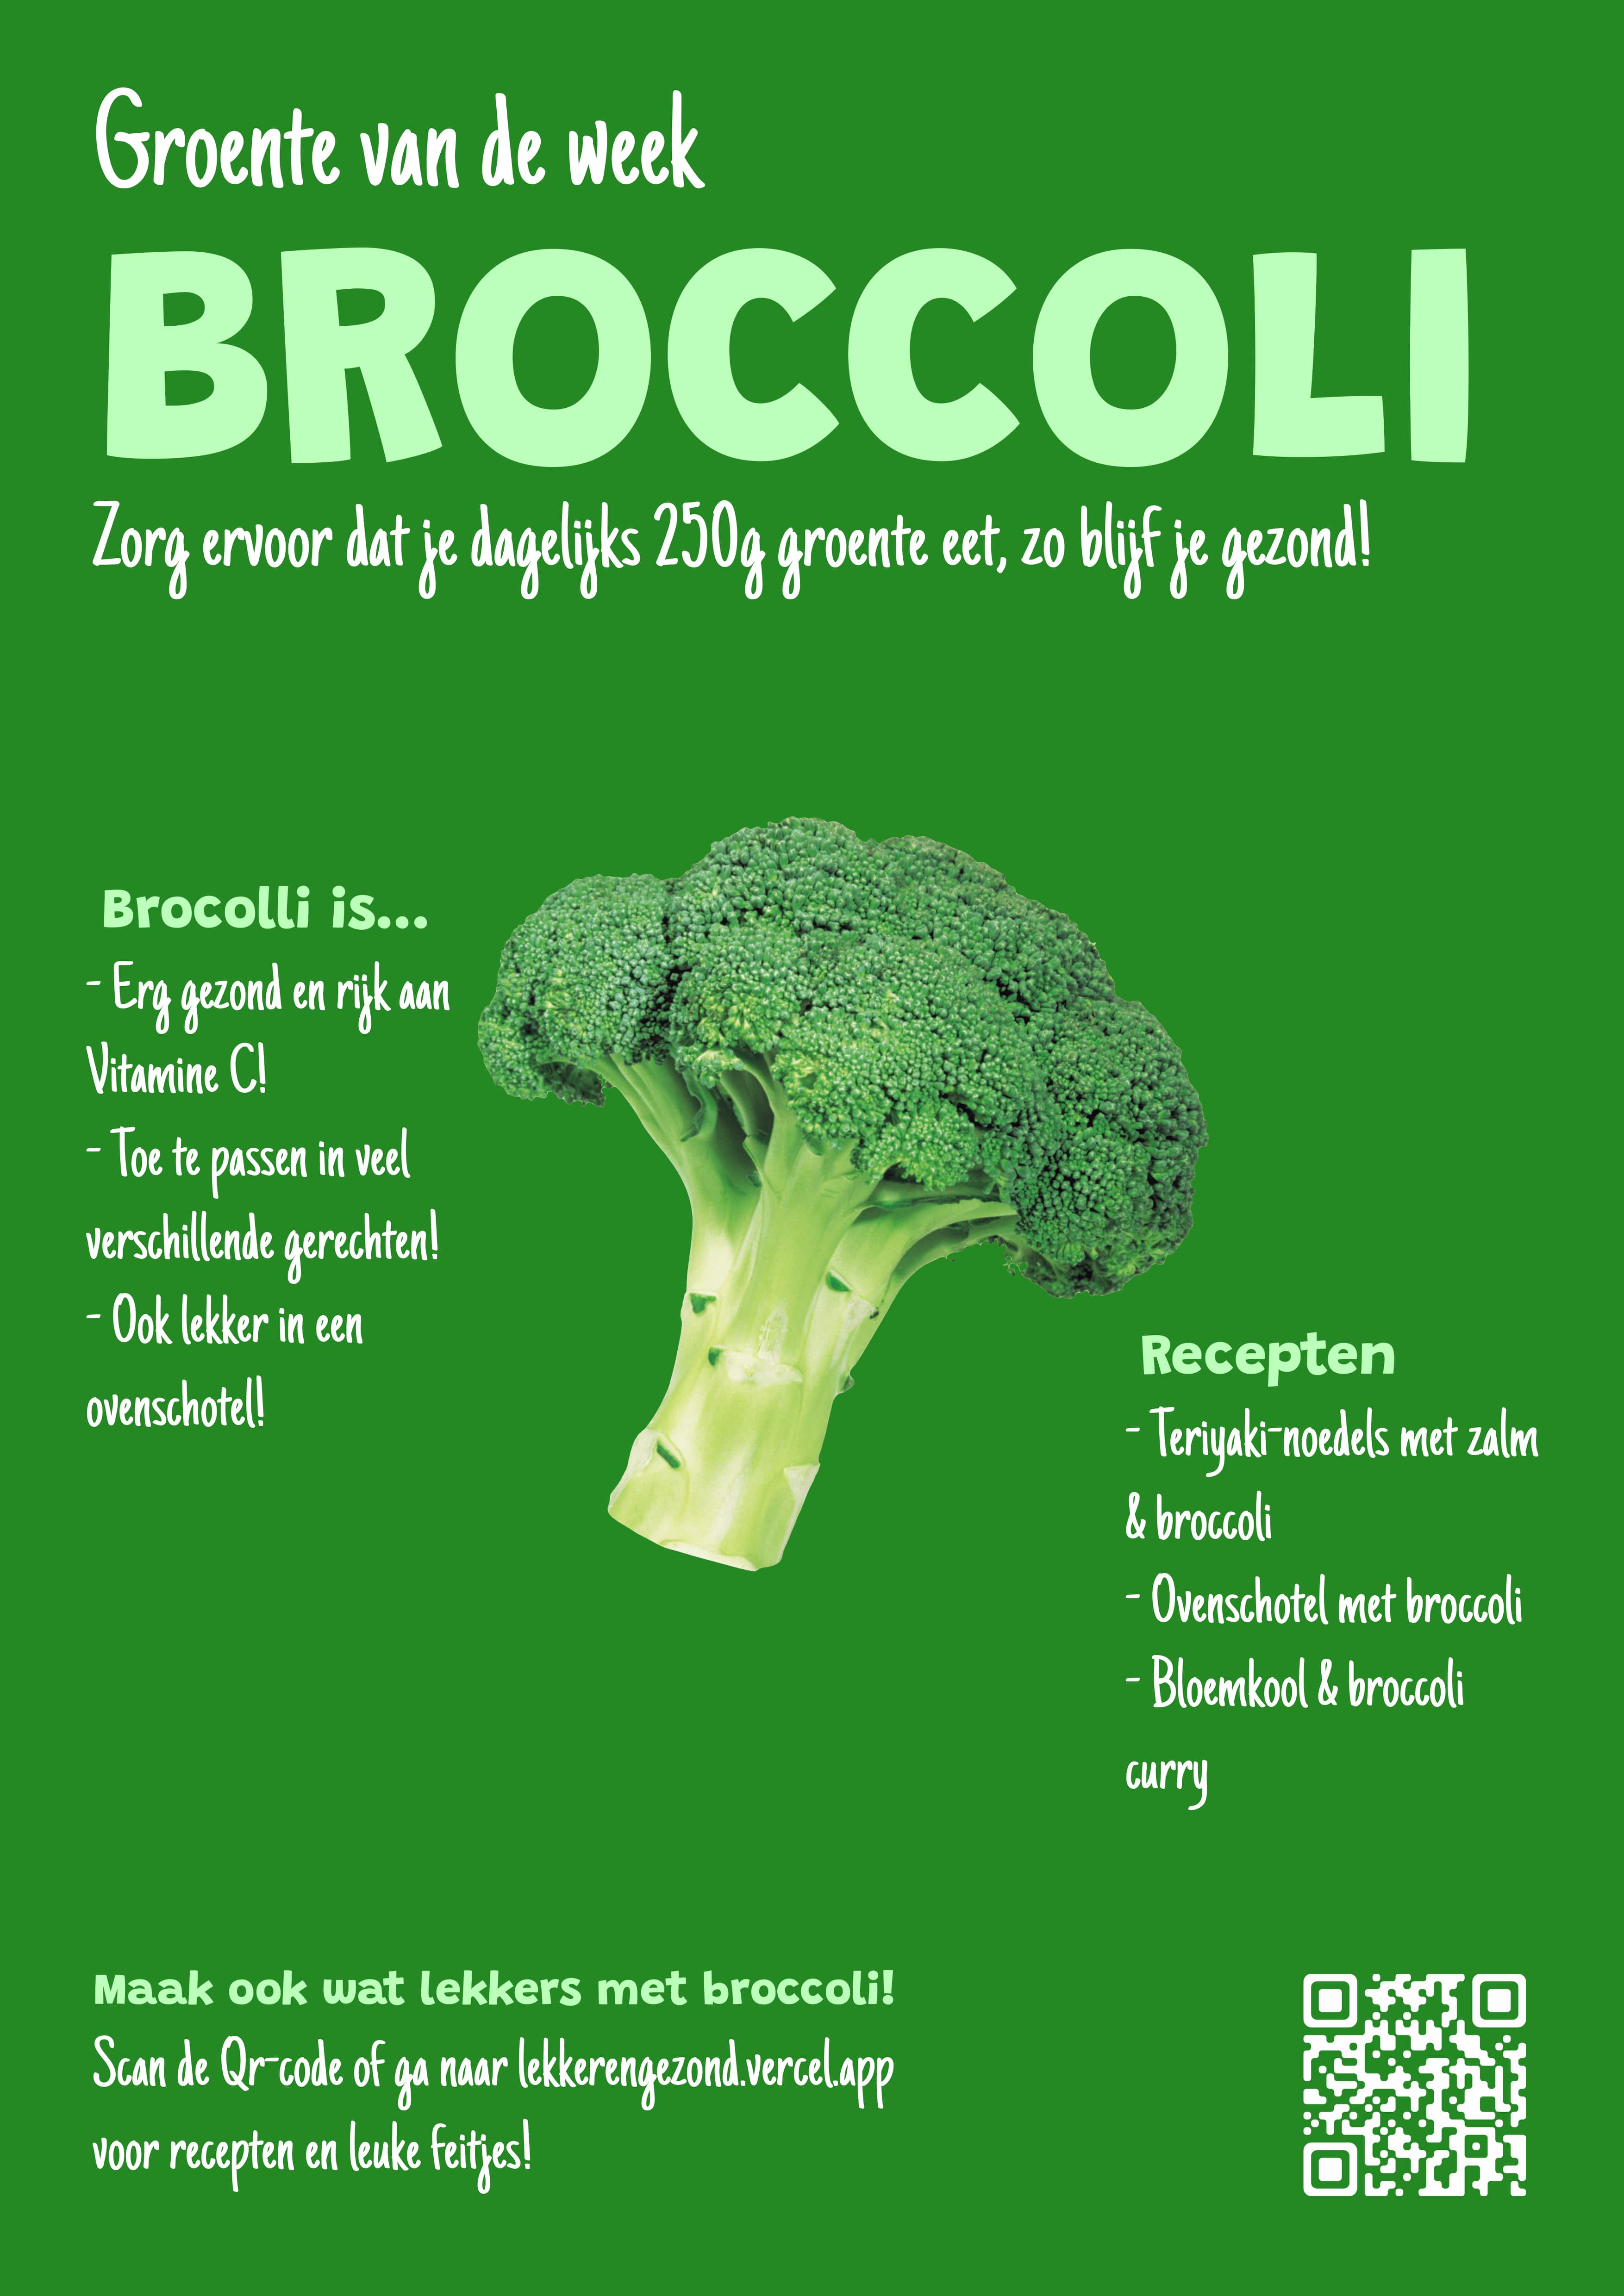 Groente van de week
BROCCOLI
Zorg ervoor dat je dagelijks 250g groente eet, zo blijf je gezond!
Brocolli is...
- Erg gezond en rijk aan
Vitamine C!
- Toe te passen in veel
verschillende gerechten!
- Ook lekker in een
ovenschotel!
Recepten
- Teriyaki-noedels met zalm
& broccoli
- Ovenschotel met broccoli
- Bloemkool & broccoli
curry
Maak ook wat lekkers met broccoli!
Scan de Qr-code of ga naar lekkerengezond.vercel.app
voor recepten en leuke feitjes!